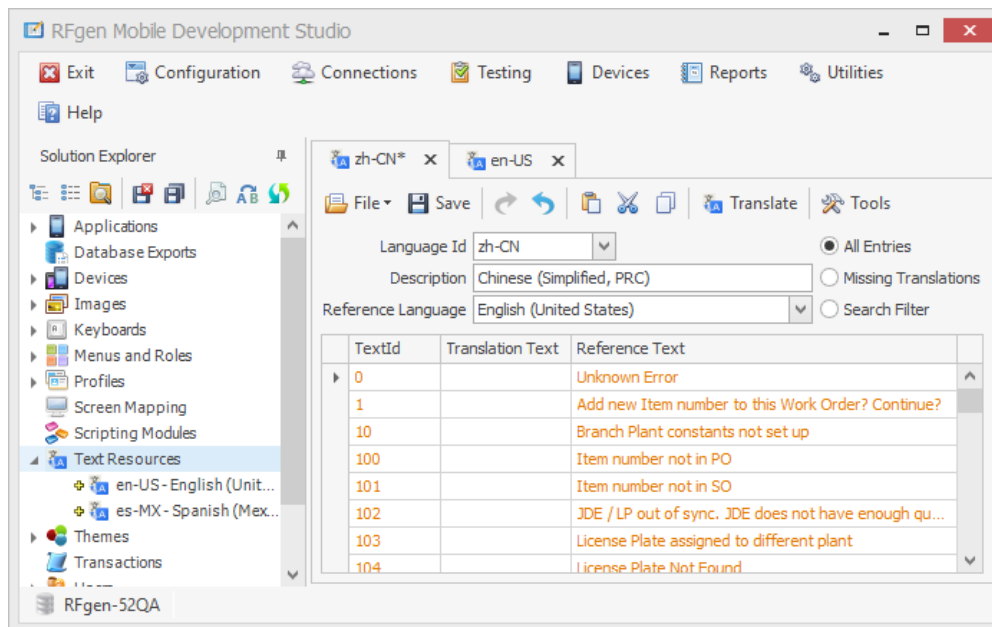 RFgen Mobile Development Studio
Exit Configuration Connections Testing Devices Reports Utilities
Help
Solution Explorer
Applications
Database Exports
Devices
Images
Keyboards
Menus and Roles
Profiles
Screen Mapping
Scripting Modules
Text Resources
en-US - English (Unit...
es-MX - Spanish (Mex...
Themes
Transactions
zh-CN* en-US
File Save Translate Tools
Language Id zh-CN All Entries
Description Chinese (Simplified, PRC) Missing Translations
Reference Language English (United States) Search Filter
TextId Translation Text Reference Text
0 Unknown Error
1 Add new Item number to this Work Order? Continue?
10 Branch Plant constants not set up
100 Item number not in PO
101 Item number not in SO
102 JDE / LP out of sync. JDE does not have enough qu...
103 License Plate assigned to different plant
104 License Plate Not Found
RFgen-52QA